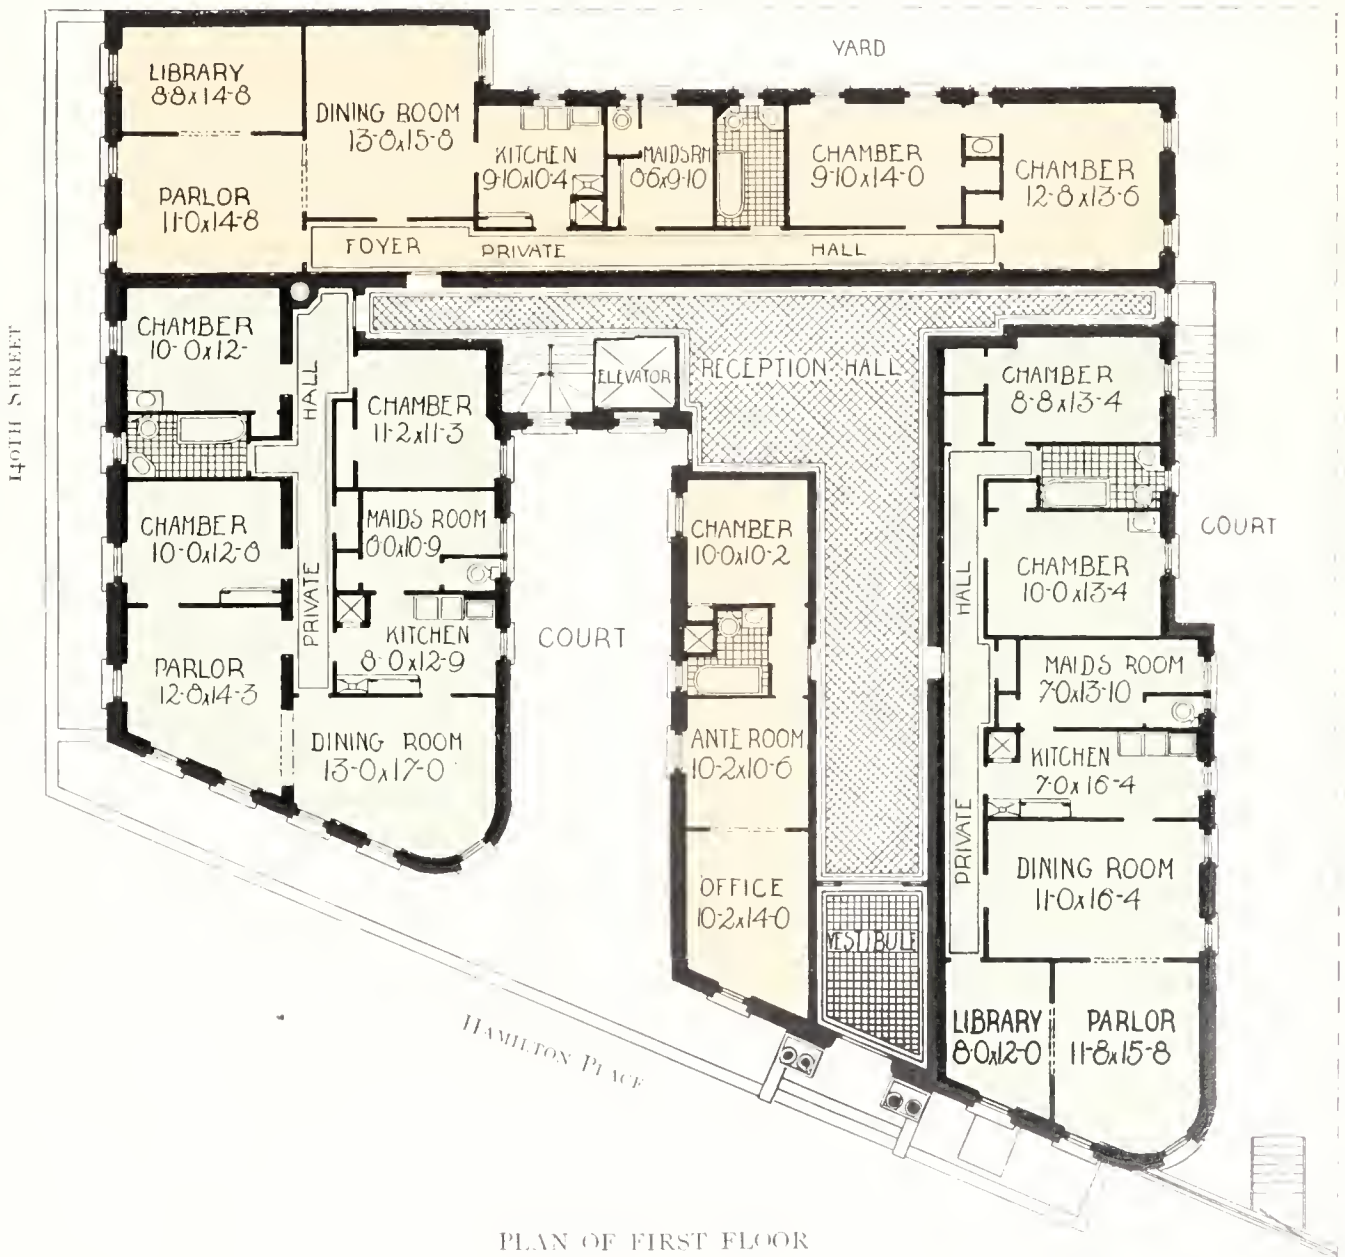 YARD
LIBRARY
8-8x14-8
DINING ROOM
13-8x15-8
KITCHEN
9-10x10-4
MAIDS RM
8-6x9-10
CHAMBER
9-10x14-0
CHAMBER
12-8x13-6
PARLOR
11-0x14-8
FOYER
PRIVATE
HALL
140TH STREET
CHAMBER
10-0x12-
HALL
CHAMBER
11-2x11-3
ELEVATOR
RECEPTION HALL
CHAMBER
8-8x13-4
CHAMBER
10-0x12-8
MAIDS ROOM
8-0x10-9
PRIVATE
KITCHEN
8-0x12-9
PARLOR
12-8x14-3
DINING ROOM
13-0x17-0
COURT
CHAMBER
10-0x10-2
ANTE ROOM
10-2x10-6
OFFICE
10-2x14-0
VESTIBULE
COURT
HALL
CHAMBER
10-0x13-4
MAIDS ROOM
7-0x13-10
KITCHEN
7-0x16-4
PRIVATE
DINING ROOM
11-0x16-4
LIBRARY
8-0x12-0
PARLOR
11-8x15-8
HAMILTON PLACE
PLAN OF FIRST FLOOR